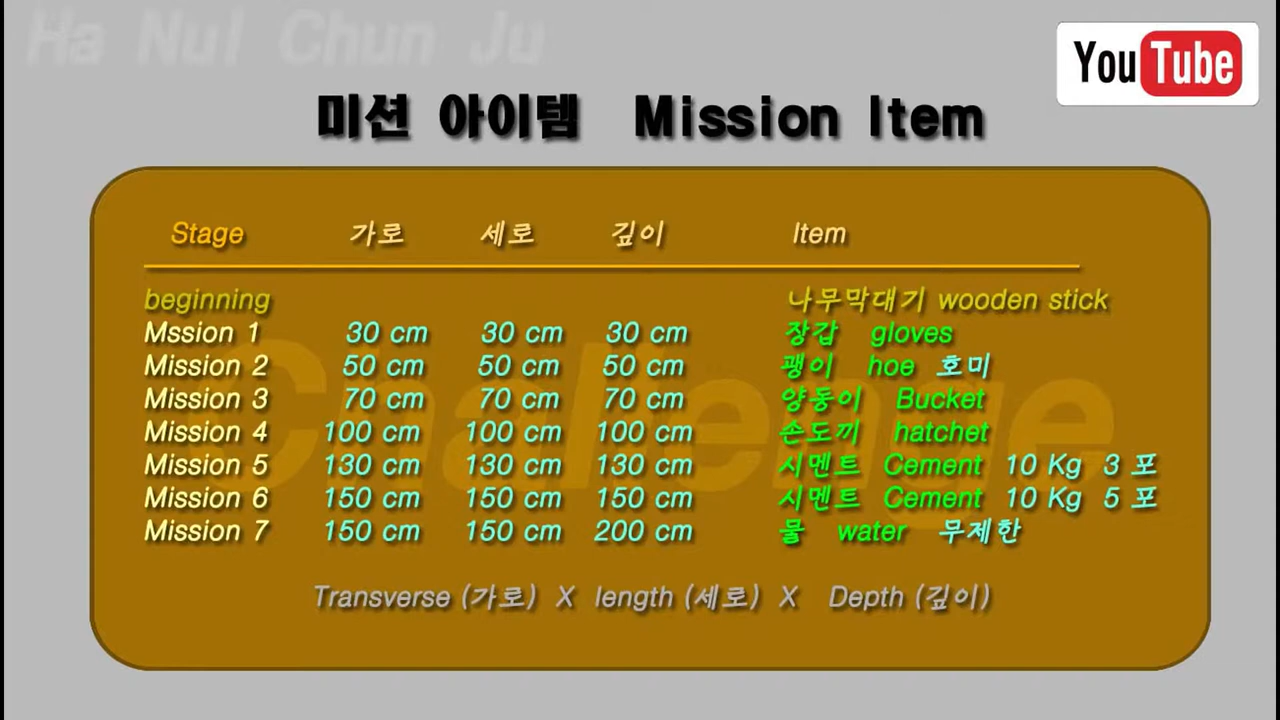 Ha Nul Chun Ju
You Tube
미션 아이템 Mission Item
Stage 가로 세로 깊이 Item
beginning 나무막대기 wooden stick
Mssion 1 30 cm 30 cm 30 cm 장갑 gloves
Mission 2 50 cm 50 cm 50 cm 괭이 hoe 호미
Mission 3 70 cm 70 cm 70 cm 양동이 Bucket
Mission 4 100 cm 100 cm 100 cm 손도끼 hatchet
Mission 5 130 cm 130 cm 130 cm 시멘트 Cement 10 Kg 3 포
Mission 6 150 cm 150 cm 150 cm 시멘트 Cement 10 Kg 5 포
Mission 7 150 cm 150 cm 200 cm 물 water 무제한
Challenge
Transverse (가로) X length (세로) X Depth (깊이)